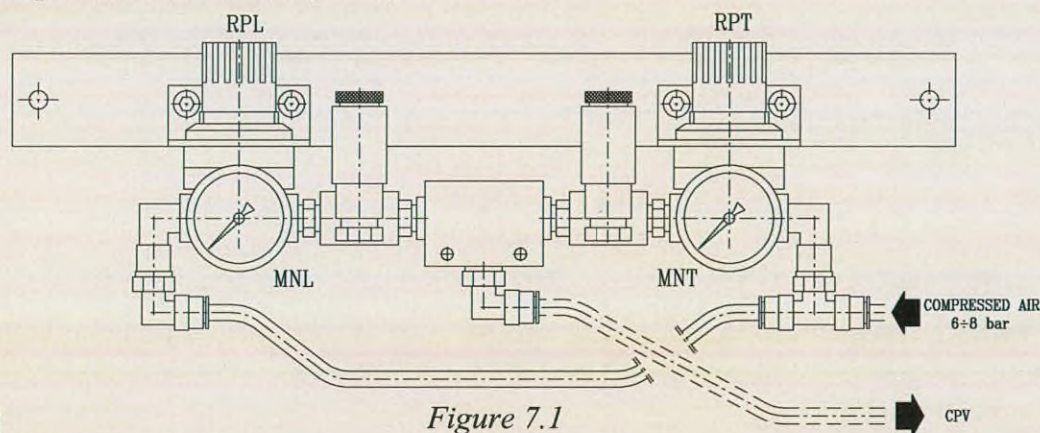 RPL
RPT
MNL
MNT
COMPRESSED AIR
6÷8 bar
CPV
Figure 7.1